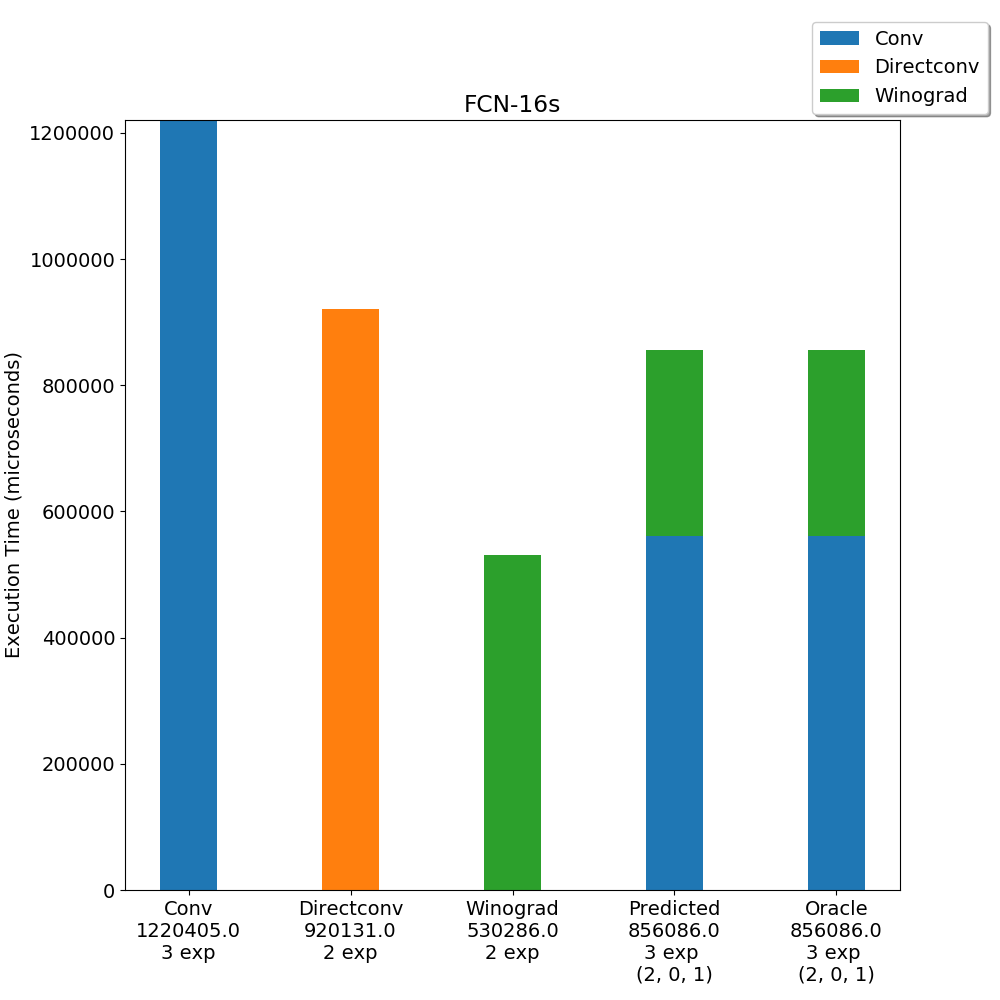 Conv
Directconv
Winograd
FCN-16s
Execution Time (microseconds)
1200000
1000000
800000
600000
400000
200000
0
Conv
1220405.0
3 exp
Directconv
920131.0
2 exp
Winograd
530286.0
2 exp
Predicted
856086.0
3 exp
(2, 0, 1)
Oracle
856086.0
3 exp
(2, 0, 1)